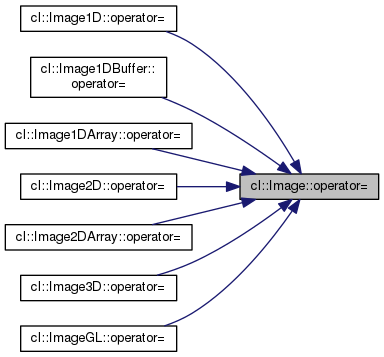 cl::Image1D::operator=
cl::Image1DBuffer::
operator=
cl::Image1DArray::operator=
cl::Image2D::operator=
cl::Image::operator=
cl::Image2DArray::operator=
cl::Image3D::operator=
cl::ImageGL::operator=